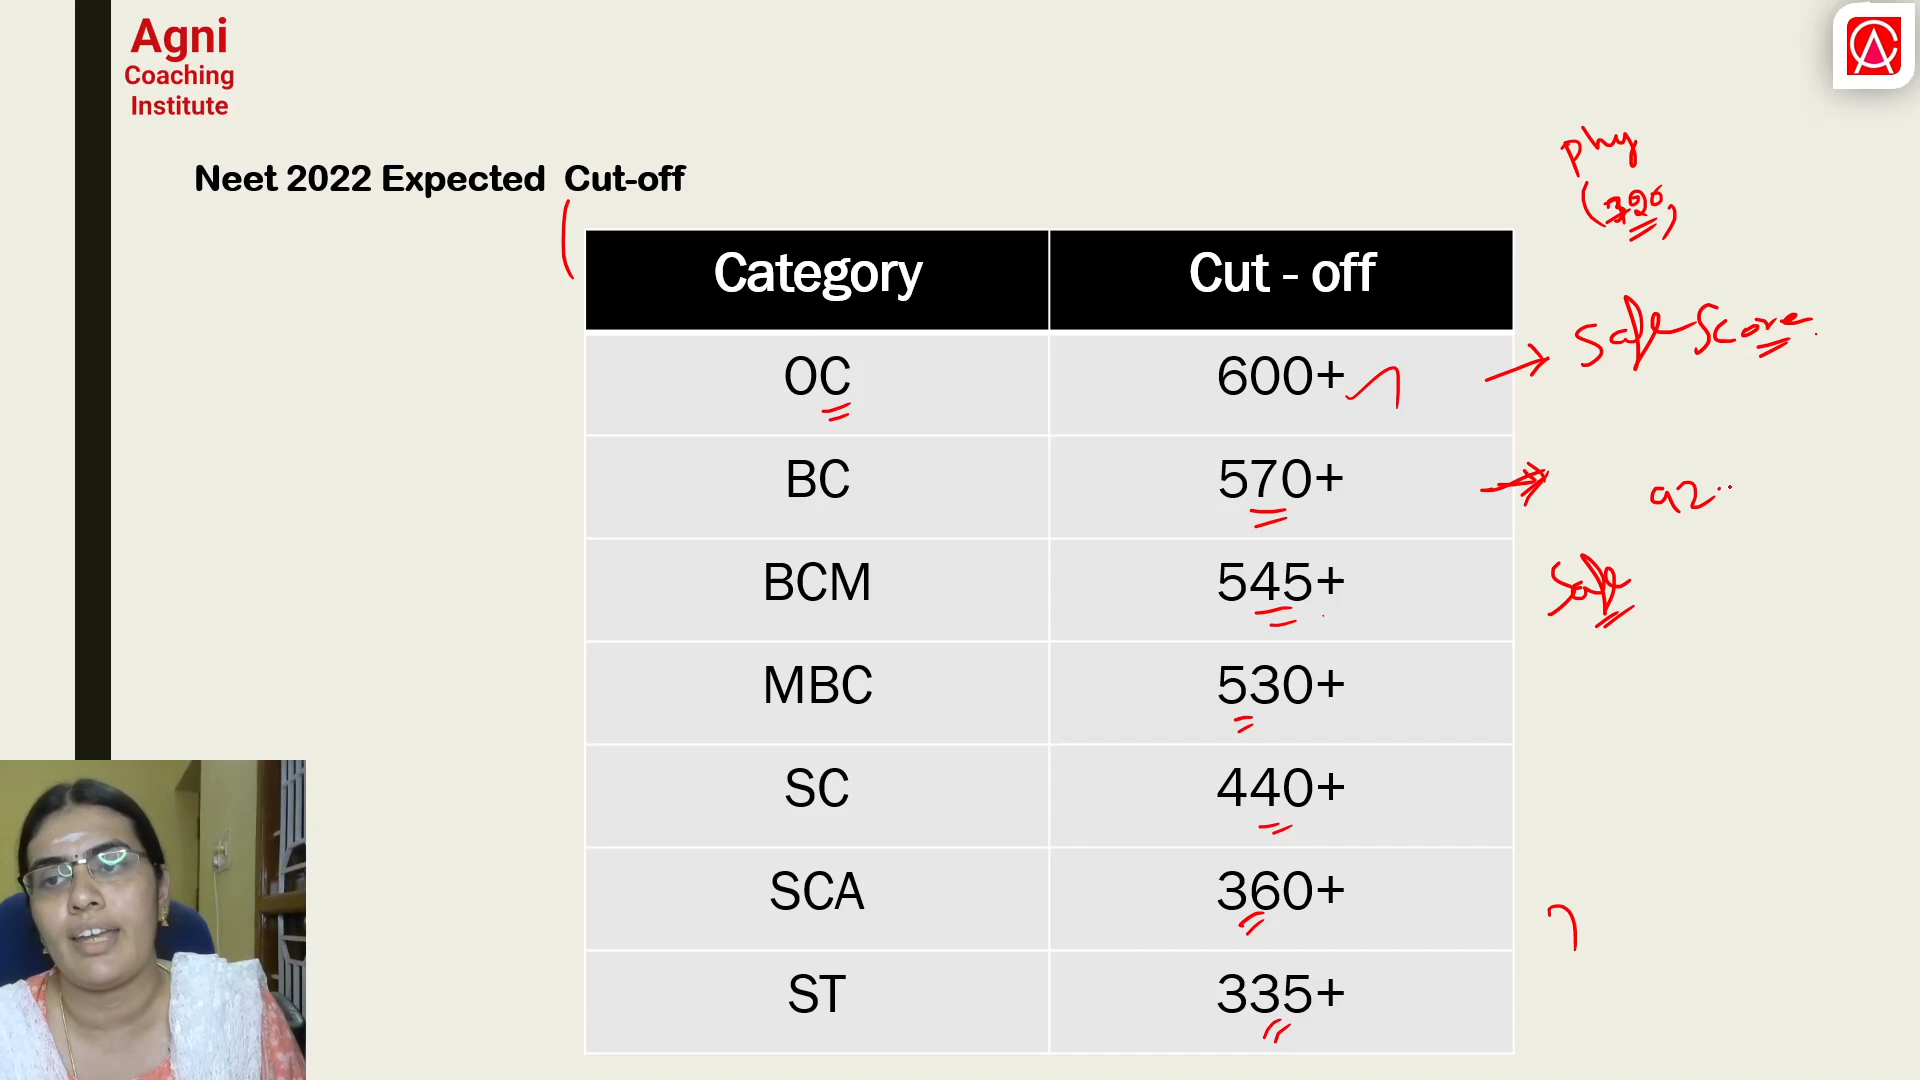 Agni
Coaching
Institute
Neet 2022 Expected Cut-off
phy
Category Cut - off
OC 600+
Safe Score
BC 570+
BCM 545+
Safe
MBC 530+
SC 440+
SCA 360+
ST 335+